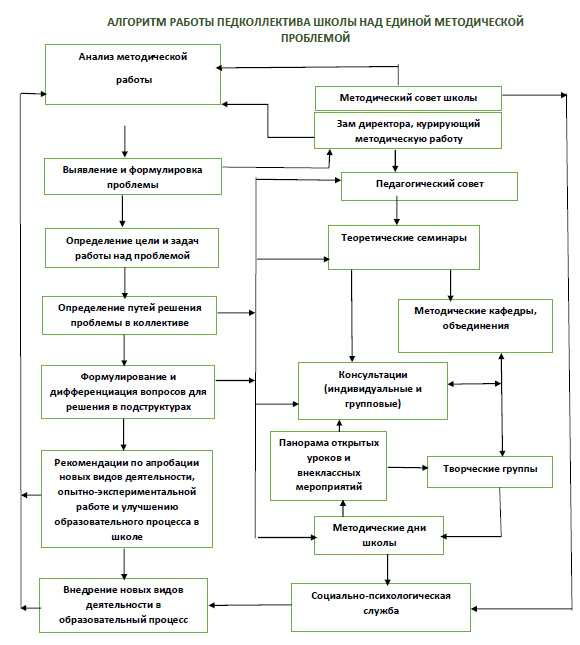 АЛГОРИТМ РАБОТЫ ПЕДКОЛЛЕКТИВА ШКОЛЫ НАД ЕДИНОЙ МЕТОДИЧЕСКОЙ
ПРОБЛЕМОЙ
Анализ методической
работы
Методический совет школы
Зам директора, курирующий
методическую работу
Выявление и формулировка
проблемы
Педагогический совет
Определение цели и задач
работы над проблемой
Теоретические семинары
Определение путей решения
проблемы в коллективе
Методические кафедры,
объединения
Формулирование и
дифференциация вопросов для
решения в подструктурах
Консультации
(индивидуальные и
групповые)
Панорама открытых
уроков и
внеклассных
мероприятий
Творческие группы
Рекомендации по апробации
новых видов деятельности,
опытно-экспериментальной
работе и улучшению
образовательного процесса в
школе
Методические дни
школы
Внедрение новых видов
деятельности в
образовательный процесс
Социально-психологическая
служба